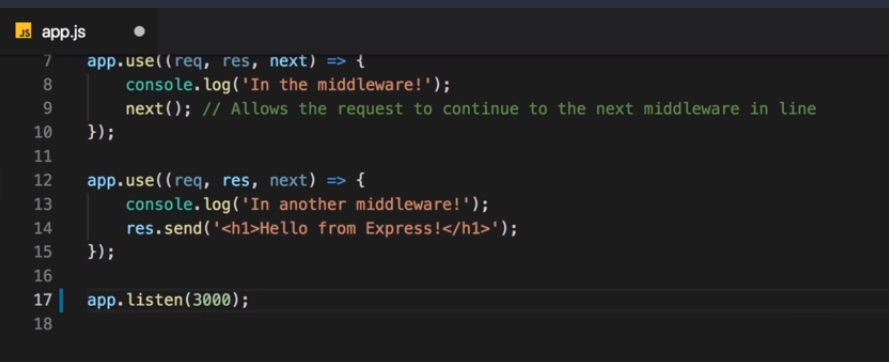 JS app.js
7 app.use((req, res, next) => {
8 console.log('In the middleware!');
9 next(); // Allows the request to continue to the next middleware in line
10 });
11
12 app.use((req, res, next) => {
13 console.log('In another middleware!');
14 res.send('<h1>Hello from Express!</h1>');
15 });
16
17 app.listen(3000);
18